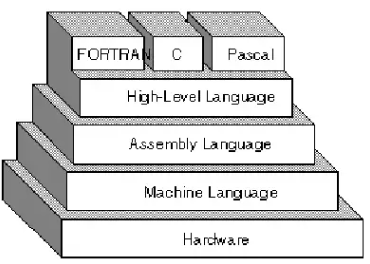 FORTRAN C Pascal
High-Level Language
Assembly Language
Machine Language
Hardware